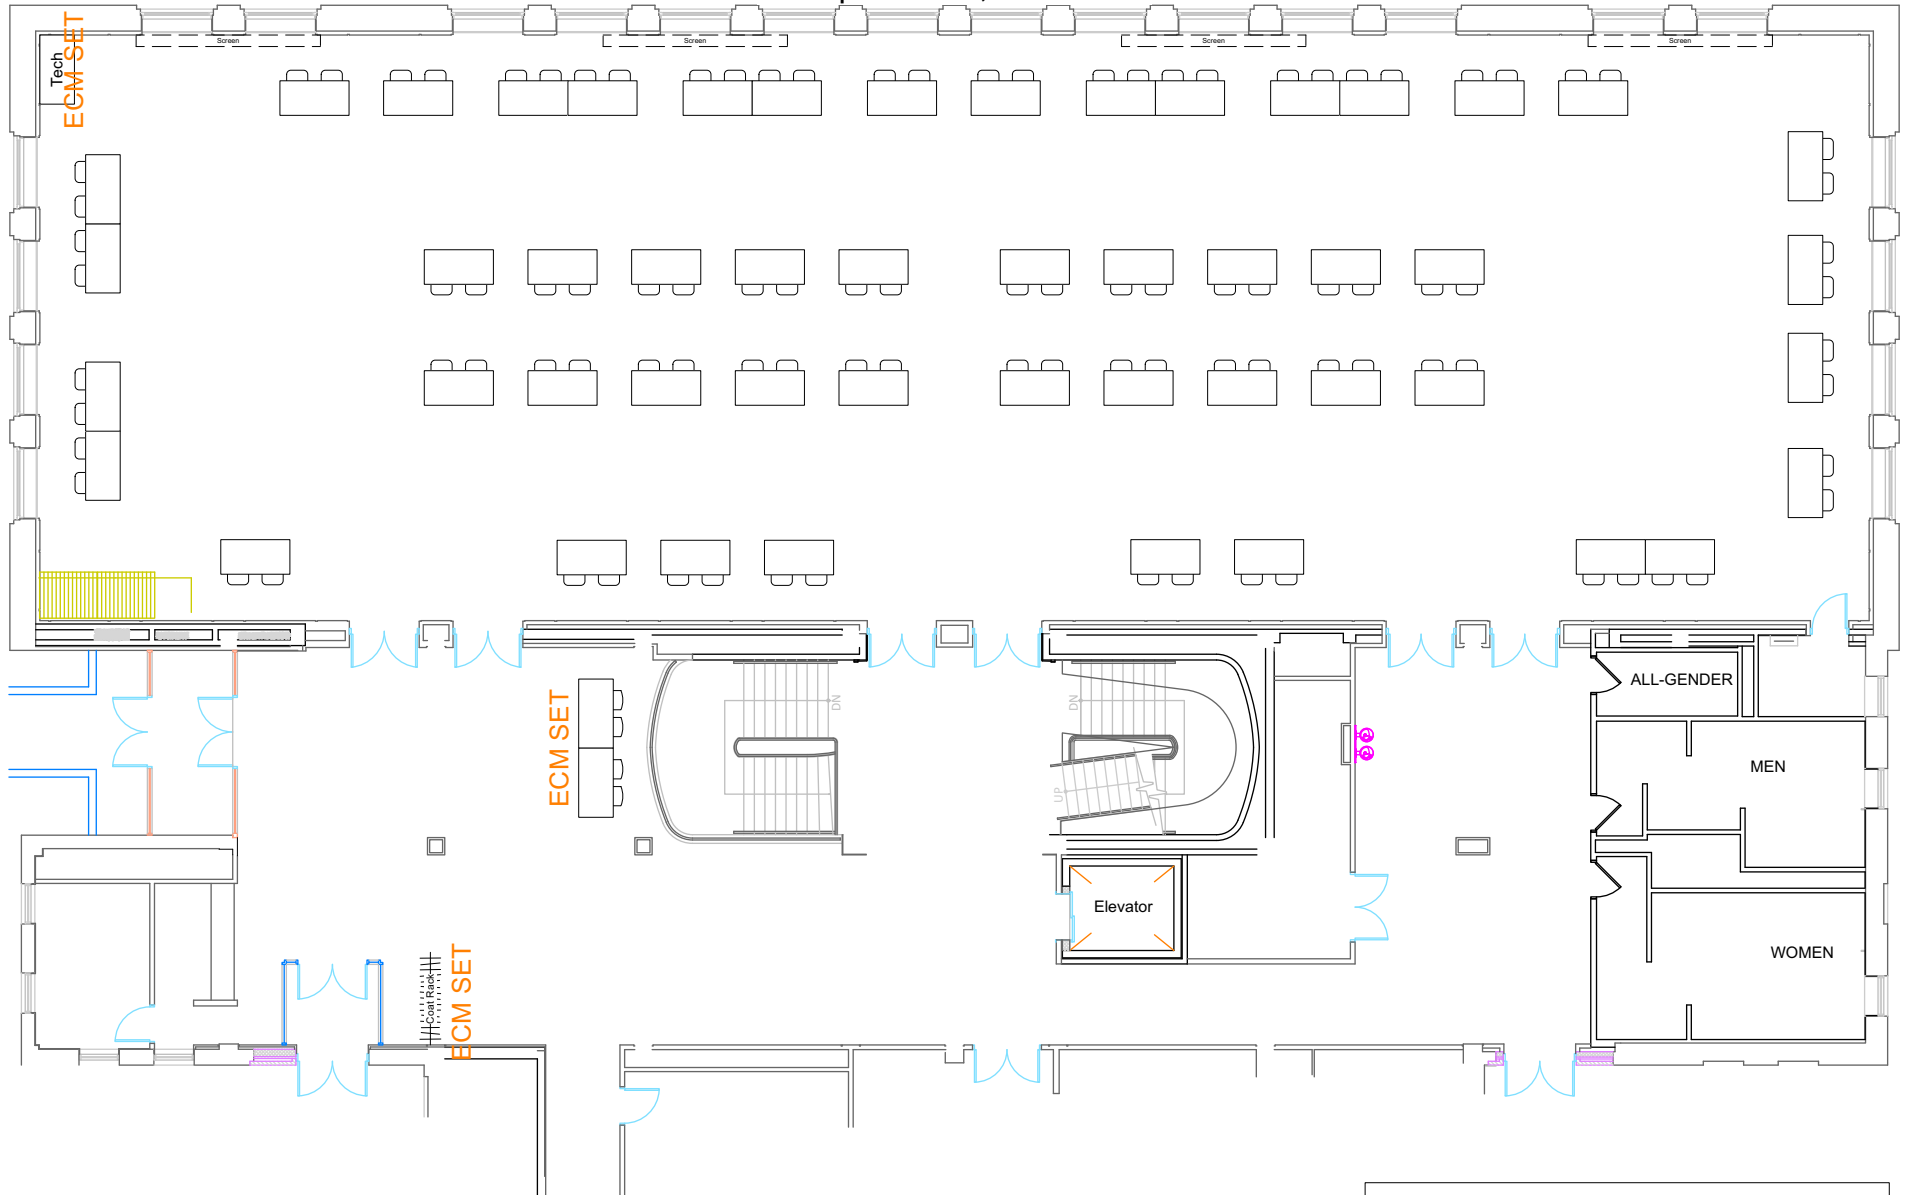 Screen
Screen
Screen
Screen
Tech
ECM SET
DN
DN
UP
ECM SET
ALL-GENDER
MEN
Elevator
WOMEN
Coat Rack
ECM SET